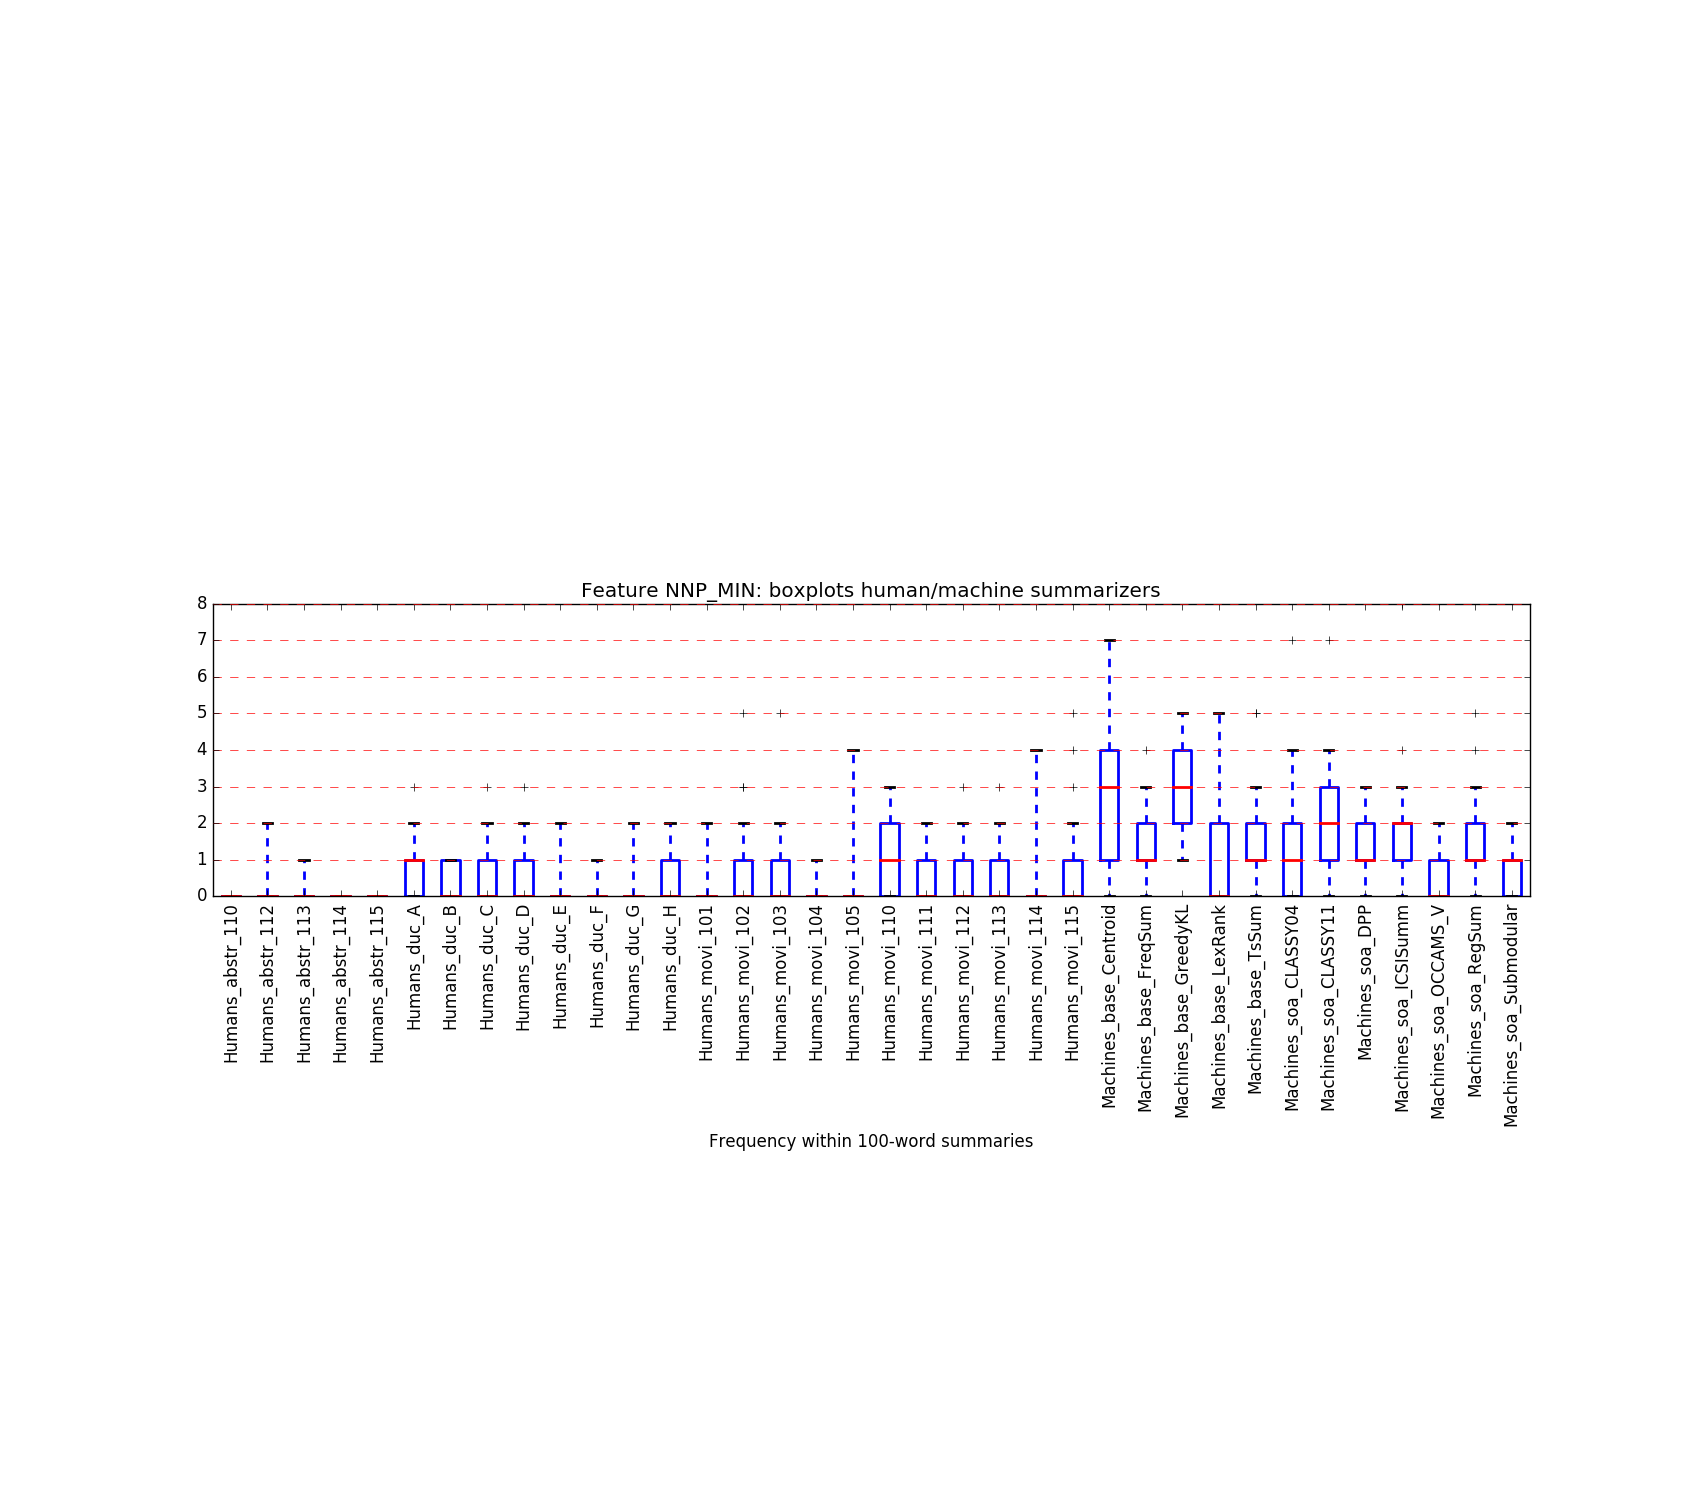 Feature NNP_MIN: boxplots human/machine summarizers
8
7
6
5
4
3
2
1
0
Humans_abstr_110
Humans_abstr_112
Humans_abstr_113
Humans_abstr_114
Humans_abstr_115
Humans_duc_A
Humans_duc_B
Humans_duc_C
Humans_duc_D
Humans_duc_E
Humans_duc_F
Humans_duc_G
Humans_duc_H
Humans_movi_101
Humans_movi_102
Humans_movi_103
Humans_movi_104
Humans_movi_105
Humans_movi_110
Humans_movi_111
Humans_movi_112
Humans_movi_113
Humans_movi_114
Humans_movi_115
Machines_base_Centroid
Machines_base_FreqSum
Machines_base_GreedyKL
Machines_base_LexRank
Machines_base_TsSum
Machines_soa_CLASSY04
Machines_soa_CLASSY11
Machines_soa_DPP
Machines_soa_ICSISumm
Machines_soa_OCCAMS_V
Machines_soa_RegSum
Machines_soa_Submodular
Frequency within 100-word summaries